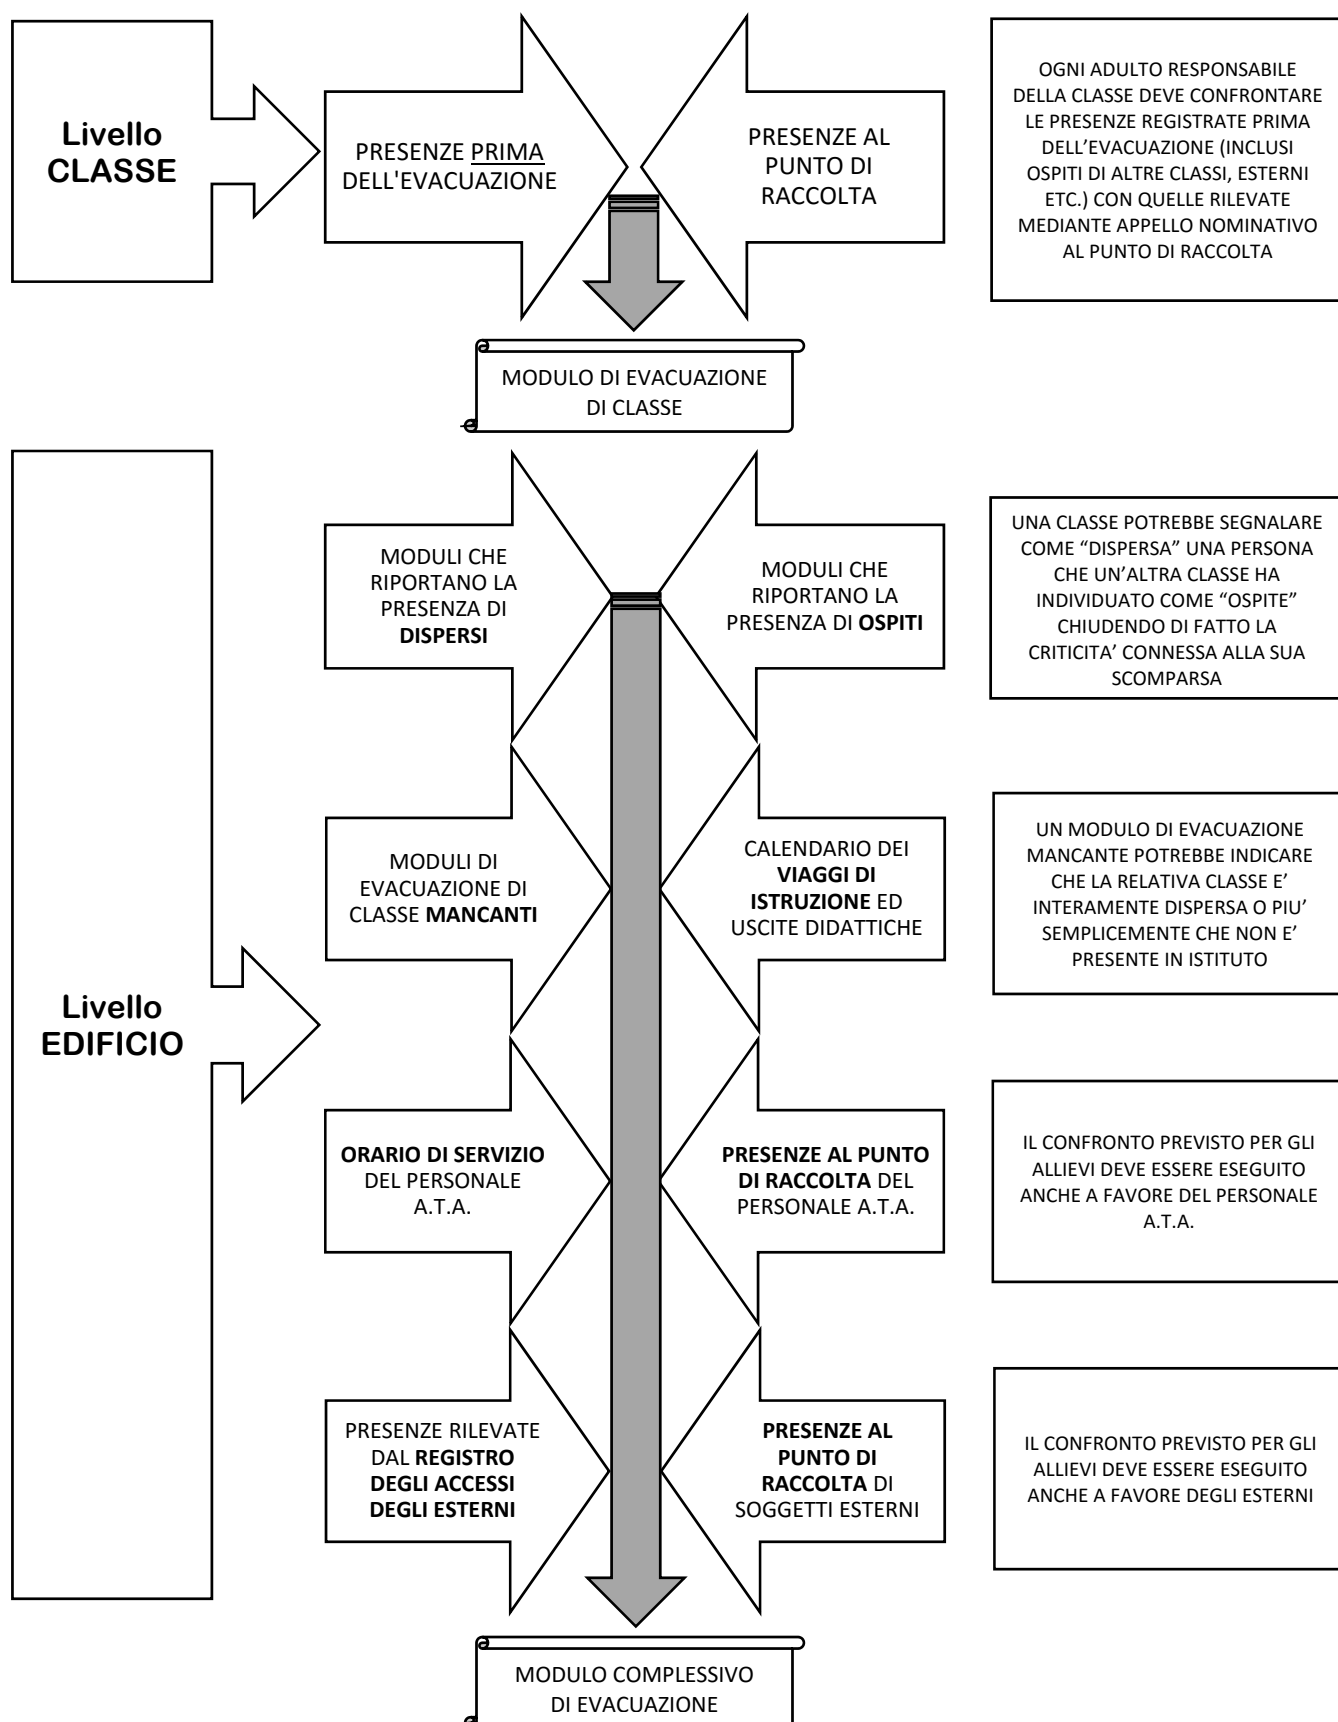 Livello
CLASSE
PRESENZE PRIMA
DELL'EVACUAZIONE
PRESENZE AL
PUNTO DI
RACCOLTA
OGNI ADULTO RESPONSABILE
DELLA CLASSE DEVE CONFRONTARE
LE PRESENZE REGISTRATE PRIMA
DELL’EVACUAZIONE (INCLUSI
OSPITI DI ALTRE CLASSI, ESTERNI
ETC.) CON QUELLE RILEVATE
MEDIANTE APPELLO NOMINATIVO
AL PUNTO DI RACCOLTA
MODULO DI EVACUAZIONE
DI CLASSE
Livello
EDIFICIO
MODULI CHE
RIPORTANO LA
PRESENZA DI
DISPERSI
MODULI CHE
RIPORTANO LA
PRESENZA DI OSPITI
UNA CLASSE POTREBBE SEGNALARE
COME “DISPERSA” UNA PERSONA
CHE UN’ALTRA CLASSE HA
INDIVIDUATO COME “OSPITE”
CHIUDENDO DI FATTO LA
CRITICITA’ CONNESSA ALLA SUA
SCOMPARSA
MODULI DI
EVACUAZIONE DI
CLASSE MANCANTI
CALENDARIO DEI
VIAGGI DI
ISTRUZIONE ED
USCITE DIDATTICHE
UN MODULO DI EVACUAZIONE
MANCANTE POTREBBE INDICARE
CHE LA RELATIVA CLASSE E’
INTERAMENTE DISPERSA O PIU’
SEMPLICEMENTE CHE NON E’
PRESENTE IN ISTITUTO
ORARIO DI SERVIZIO
DEL PERSONALE
A.T.A.
PRESENZE AL PUNTO
DI RACCOLTA DEL
PERSONALE A.T.A.
IL CONFRONTO PREVISTO PER GLI
ALLIEVI DEVE ESSERE ESEGUITO
ANCHE A FAVORE DEL PERSONALE
A.T.A.
PRESENZE RILEVATE
DAL REGISTRO
DEGLI ACCESSI
DEGLI ESTERNI
PRESENZE AL
PUNTO DI
RACCOLTA DI
SOGGETTI ESTERNI
IL CONFRONTO PREVISTO PER GLI
ALLIEVI DEVE ESSERE ESEGUITO
ANCHE A FAVORE DEGLI ESTERNI
MODULO COMPLESSIVO
DI EVACUAZIONE